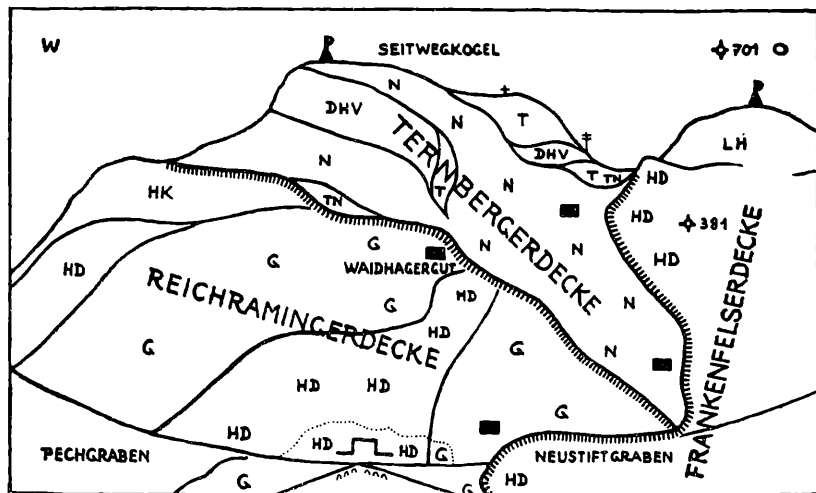 W
SEITWEGKOGEL
701 O
P
P
N
DHV
N
T
LH
TERNBERGERDECKE
DHV
N
T
T TN
HD
HK
TN
N
HD
381
G
N
N
HD
WAIDHAGERGUT
HD
G
HD
REICHRAMINGERDECKE
G
HD
N
G
G
N
FRANKENFELSERDECKE
HD
HD
G
HD
HD
HD
G
PECHGRABEN
NEUSTIFTGRABEN
G
G
HD